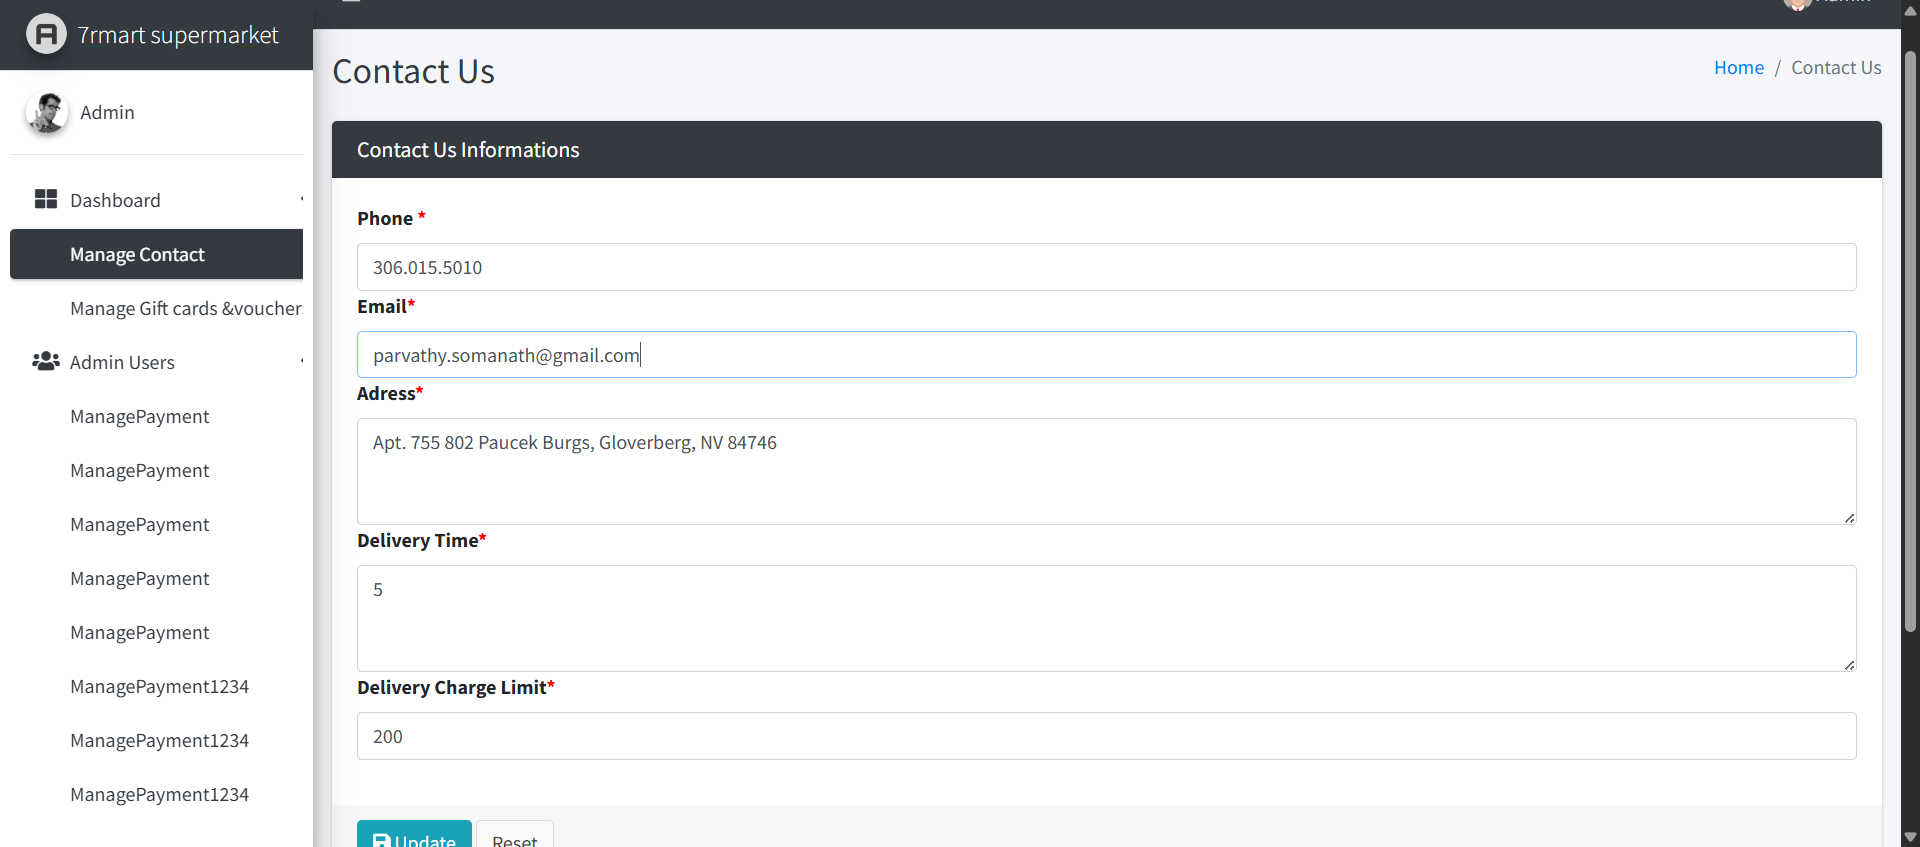 7rmart supermarket
Admin
Dashboard
Manage Contact
Manage Gift cards &voucher
Admin Users
ManagePayment
ManagePayment
ManagePayment
ManagePayment
ManagePayment
ManagePayment1234
ManagePayment1234
ManagePayment1234
Admin
Contact Us
Home / Contact Us
Contact Us Informations
Phone *
306.015.5010
Email*
parvathy.somanath@gmail.com
Adress*
Apt. 755 802 Paucek Burgs, Gloverberg, NV 84746
Delivery Time*
5
Delivery Charge Limit*
200
Update
Reset